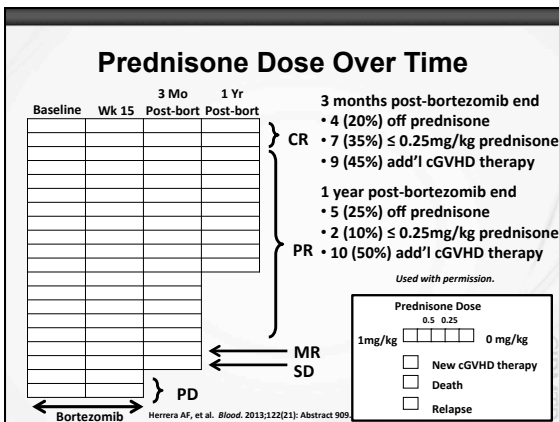 Prednisone Dose Over Time
Baseline
Wk 15
3 Mo
Post-bort
1 Yr
Post-bort
CR
PR
MR
SD
PD
Bortezomib
3 months post-bortezomib end
• 4 (20%) off prednisone
• 7 (35%) ≤ 0.25mg/kg prednisone
• 9 (45%) add'l cGVHD therapy
1 year post-bortezomib end
• 5 (25%) off prednisone
• 2 (10%) ≤ 0.25mg/kg prednisone
• 10 (50%) add'l cGVHD therapy
Used with permission.
Prednisone Dose
0.5 0.25
1mg/kg
0 mg/kg
New cGVHD therapy
Death
Relapse
Herrera AF, et al. Blood. 2013;122(21): Abstract 909.